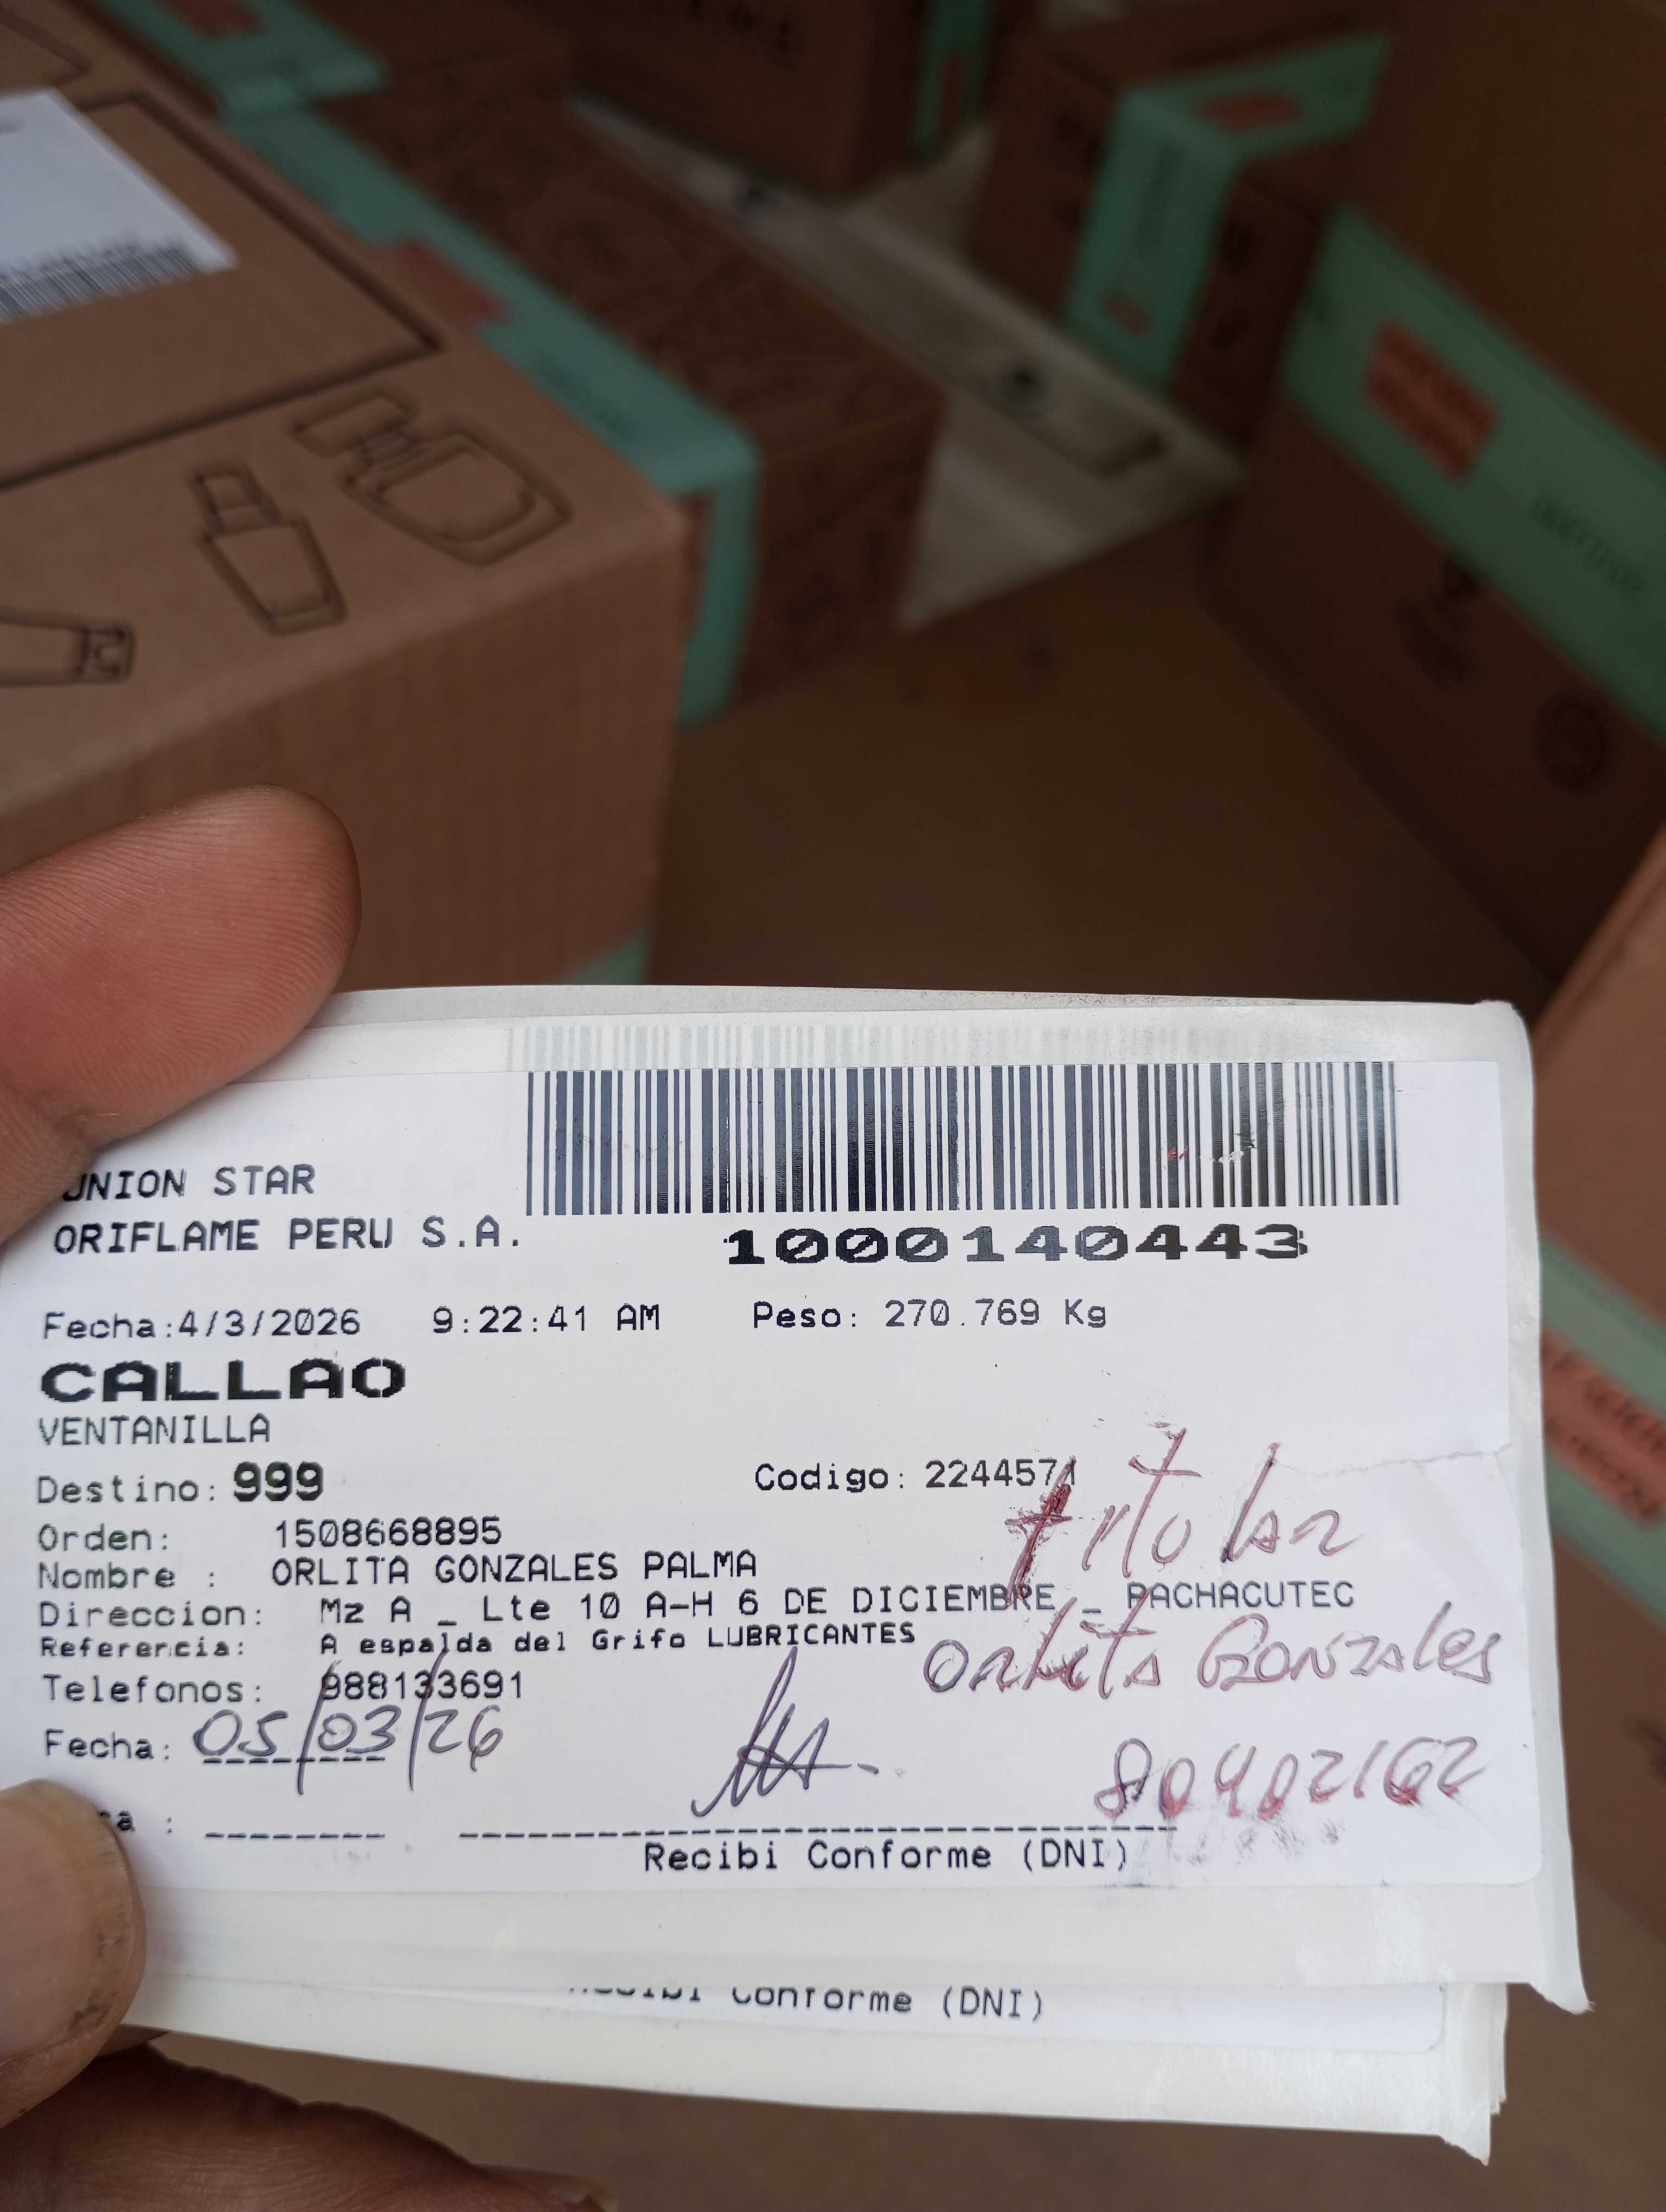 UNION STAR
ORIFLAME PERU S.A.
1000140443
Fecha:4/3/2026 9:22:41 AM Peso: 270.769 Kg
CALLAO
VENTANILLA
Destino: 999 Codigo: 2244571
titular
Orden: 1508668895
Nombre : ORLITA GONZALES PALMA
Direccion: Mz A _ Lte 10 A-H 6 DE DICIEMBRE _ PACHACUTEC
Referencia: A espalda del Grifo LUBRICANTES
Orlita Gonzales
Telefonos: 988133691
Fecha: 05/03/26
80402162
Recibi Conforme (DNI)
Conforme (DNI)